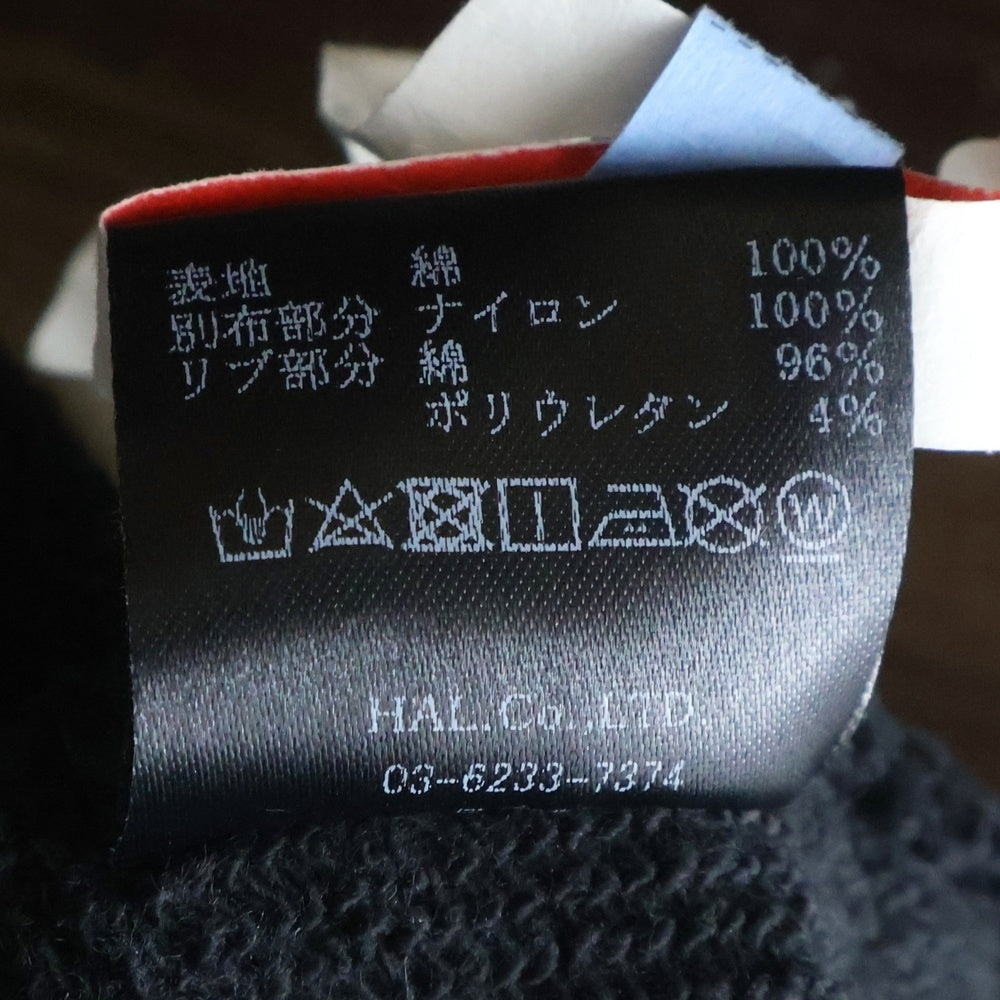 表地 綿 100%
別布部分 ナイロン 100%
リブ部分 綿 96%
ポリウレタン 4%
W
HAL.Co.,LTD.
03-6233-7374